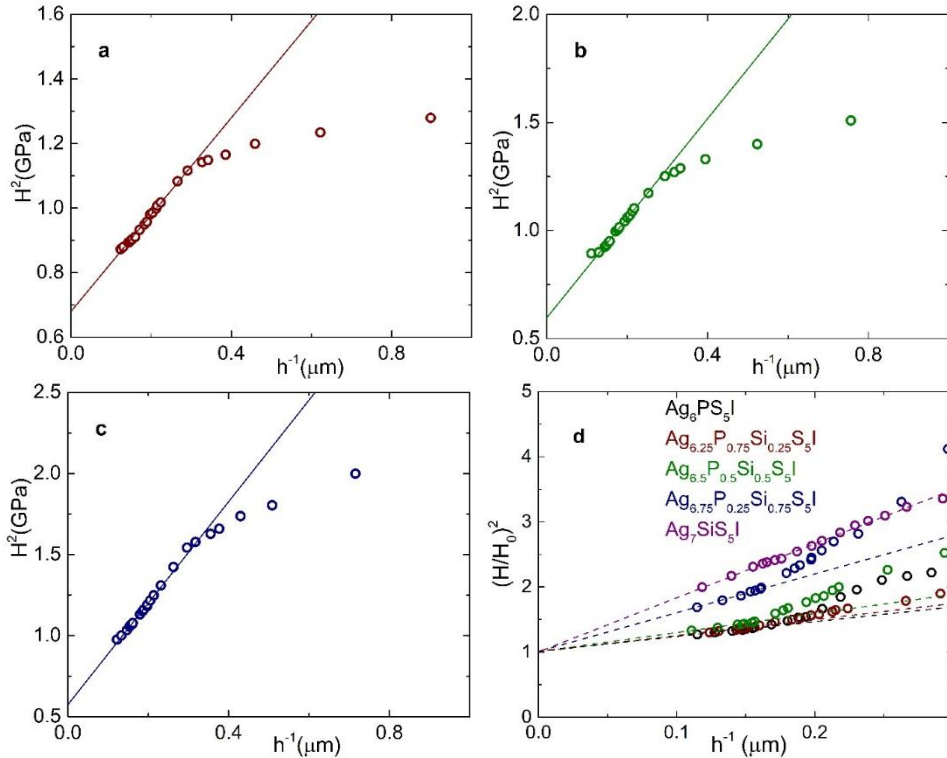 a
1.6
1.4
1.2
1.0
0.8
0.6
H²(GPa)
0.0 0.4 0.8
h⁻¹(μm)
b
2.0
1.5
1.0
0.5
H²(GPa)
0.0 0.4 0.8
h⁻¹(μm)
c
2.5
2.0
1.5
1.0
0.5
H²(GPa)
0.0 0.2 0.4 0.6 0.8
h⁻¹(μm)
d
Ag₆PS₅I
Ag₆.₂₅P₀.₇₅Si₀.₂₅S₅I
Ag₆.₅P₀.₅Si₀.₅S₅I
Ag₆.₇₅P₀.₂₅Si₀.₇₅S₅I
Ag₇SiS₅I
5
4
3
2
1
0
(H/H₀)²
0.0 0.1 0.2
h⁻¹ (μm)